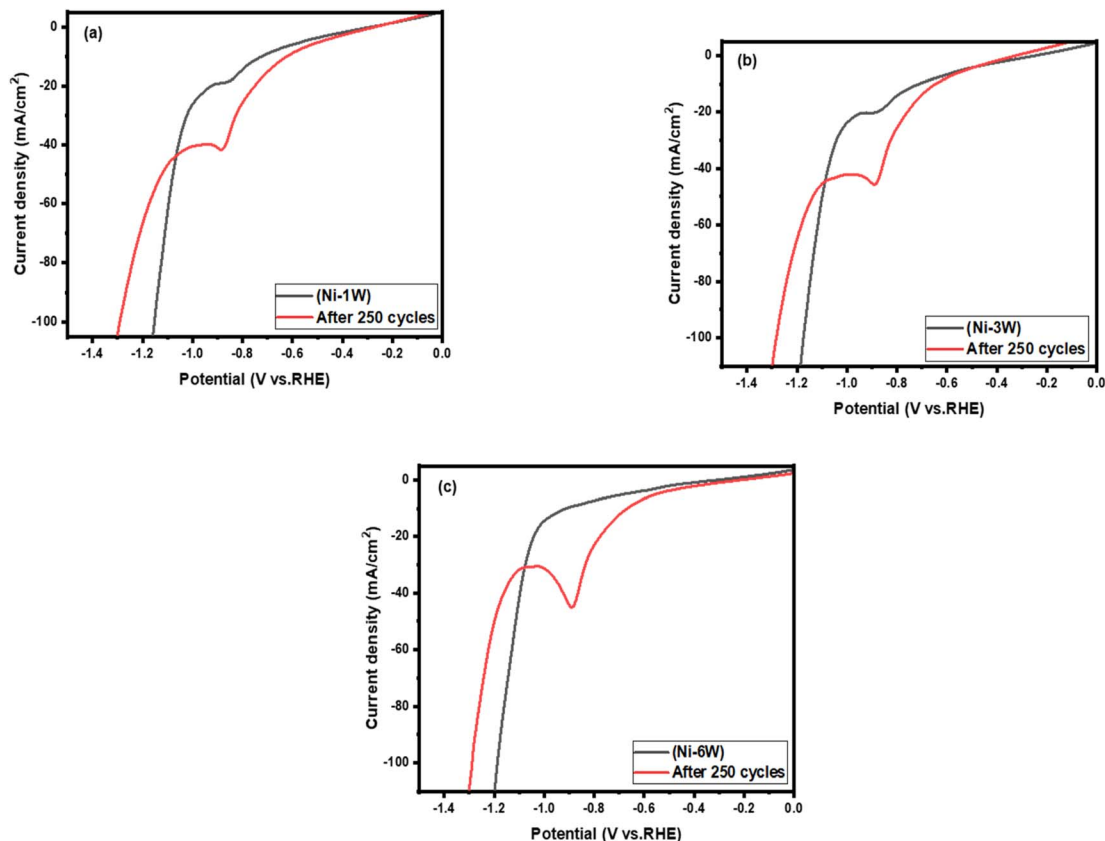 (a)
0
-20
-40
-60
-80
-100
Current density (mA/cm²)
(Ni-1W)
After 250 cycles
-1.4 -1.2 -1.0 -0.8 -0.6 -0.4 -0.2 0.0
Potential (V vs.RHE)
(b)
0
-20
-40
-60
-80
-100
Current density (mA/cm²)
(Ni-3W)
After 250 cycles
-1.4 -1.2 -1.0 -0.8 -0.6 -0.4 -0.2 0.0
Potential (V vs.RHE)
(c)
0
-20
-40
-60
-80
-100
Current density (mA/cm²)
(Ni-6W)
After 250 cycles
-1.4 -1.2 -1.0 -0.8 -0.6 -0.4 -0.2 0.0
Potential (V vs.RHE)